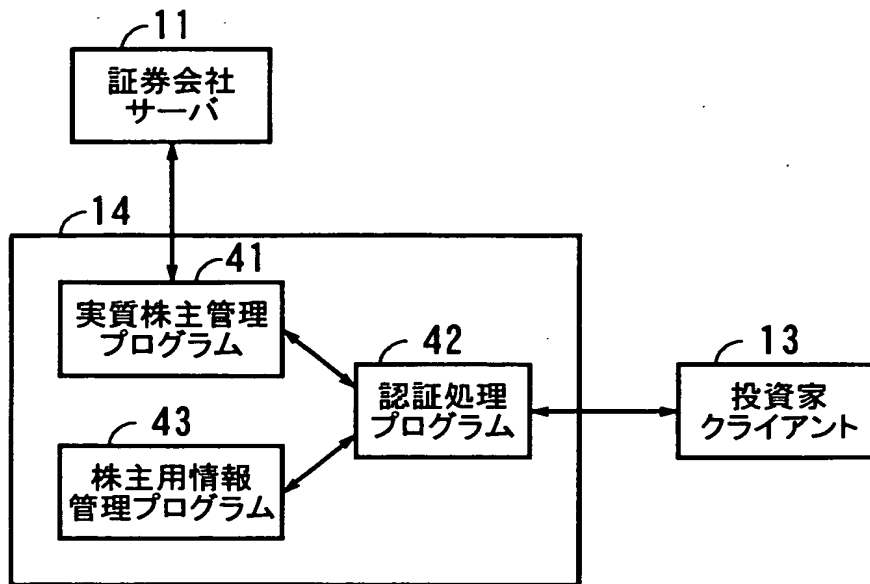 11
証券会社
サーバ
14
41
実質株主管理
プログラム
42
認証処理
プログラム
13
投資家
クライアント
43
株主用情報
管理プログラム